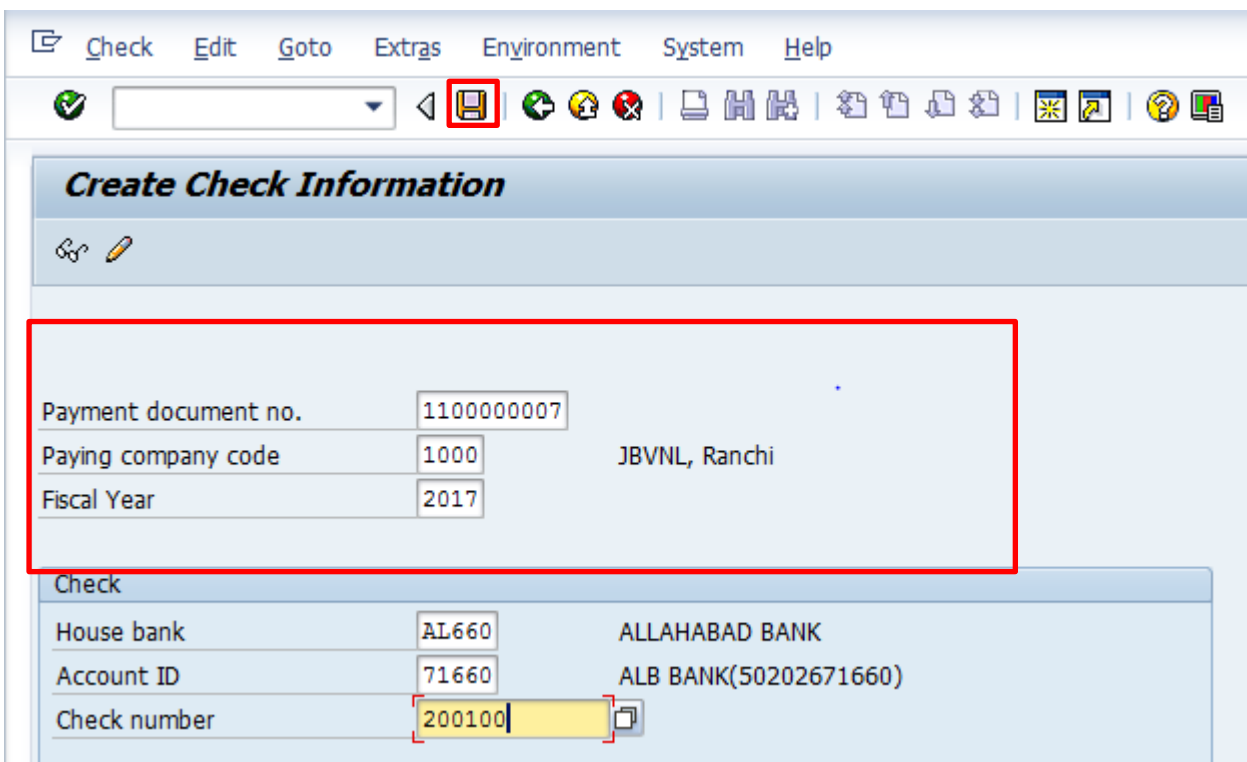 Check Edit Goto Extras Environment System Help
Create Check Information
Payment document no. 1100000007
Paying company code 1000 JBVNL, Ranchi
Fiscal Year 2017
Check
House bank AL660 ALLAHABAD BANK
Account ID 71660 ALB BANK(50202671660)
Check number 200100